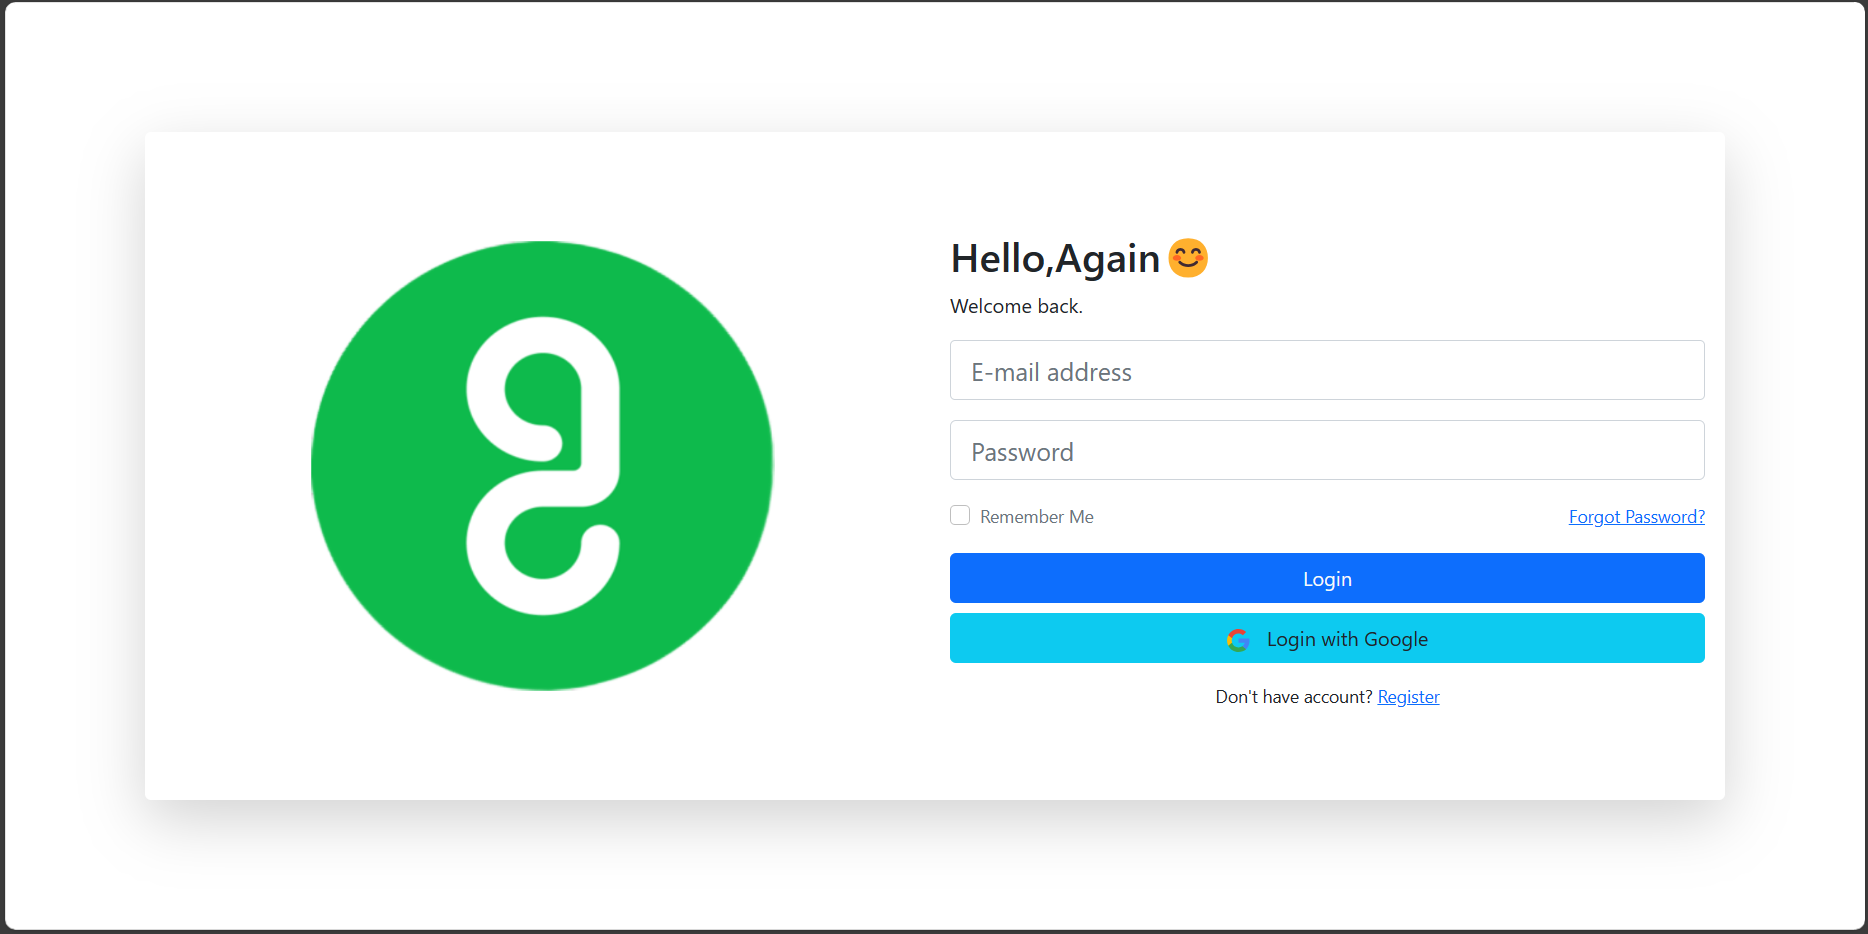 Hello,Again😊
Welcome back.
E-mail address
Password
Remember Me
Forgot Password?
Login
Login with Google
Don't have account? Register